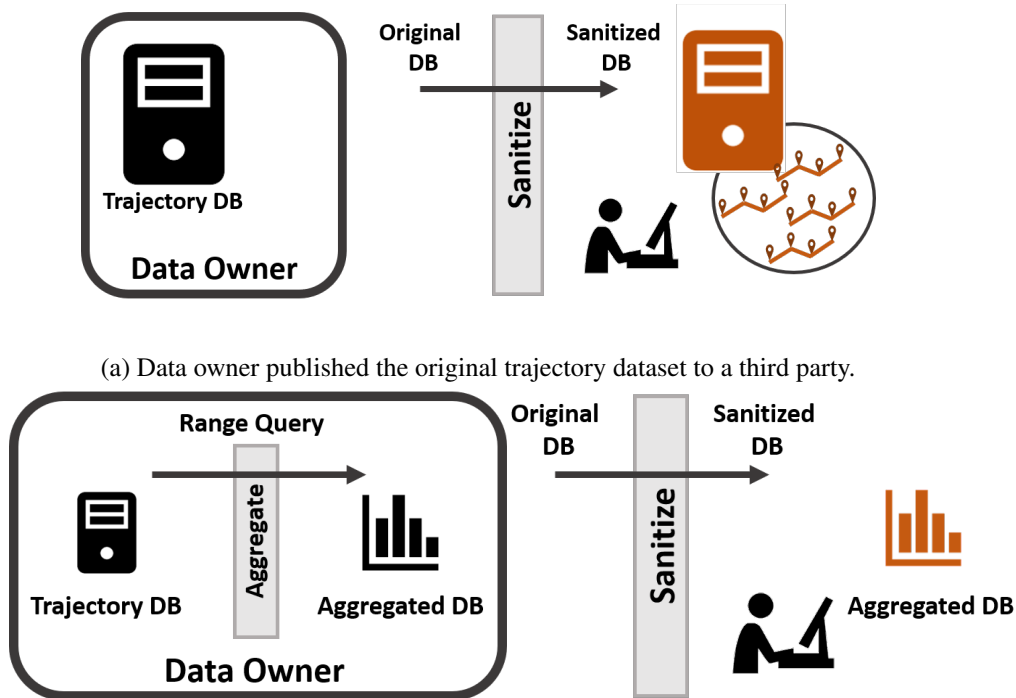 Original
DB
Sanitized
DB
Sanitize
Trajectory DB
Data Owner
(a) Data owner published the original trajectory dataset to a third party.
Range Query
Original
DB
Sanitized
DB
Aggregate
Sanitize
Trajectory DB
Aggregated DB
Aggregated DB
Data Owner